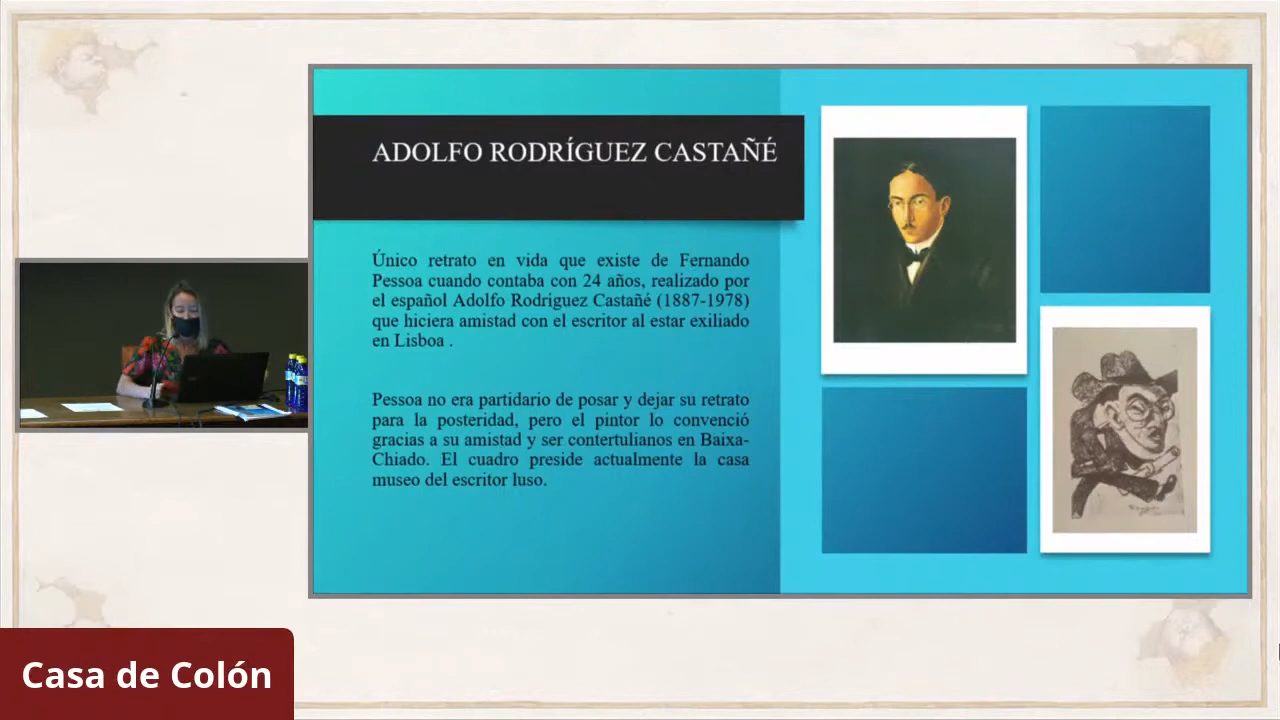 ADOLFO RODRÍGUEZ CASTAÑÉ
Único retrato en vida que existe de Fernando
Pessoa cuando contaba con 24 años, realizado por
el español Adolfo Rodríguez Castañé (1887-1978)
que hiciera amistad con el escritor al estar exiliado
en Lisboa .
Pessoa no era partidario de posar y dejar su retrato
para la posteridad, pero el pintor lo convenció
gracias a su amistad y ser contertulianos en Baixa-
Chiado. El cuadro preside actualmente la casa
museo del escritor luso.
Casa de Colón